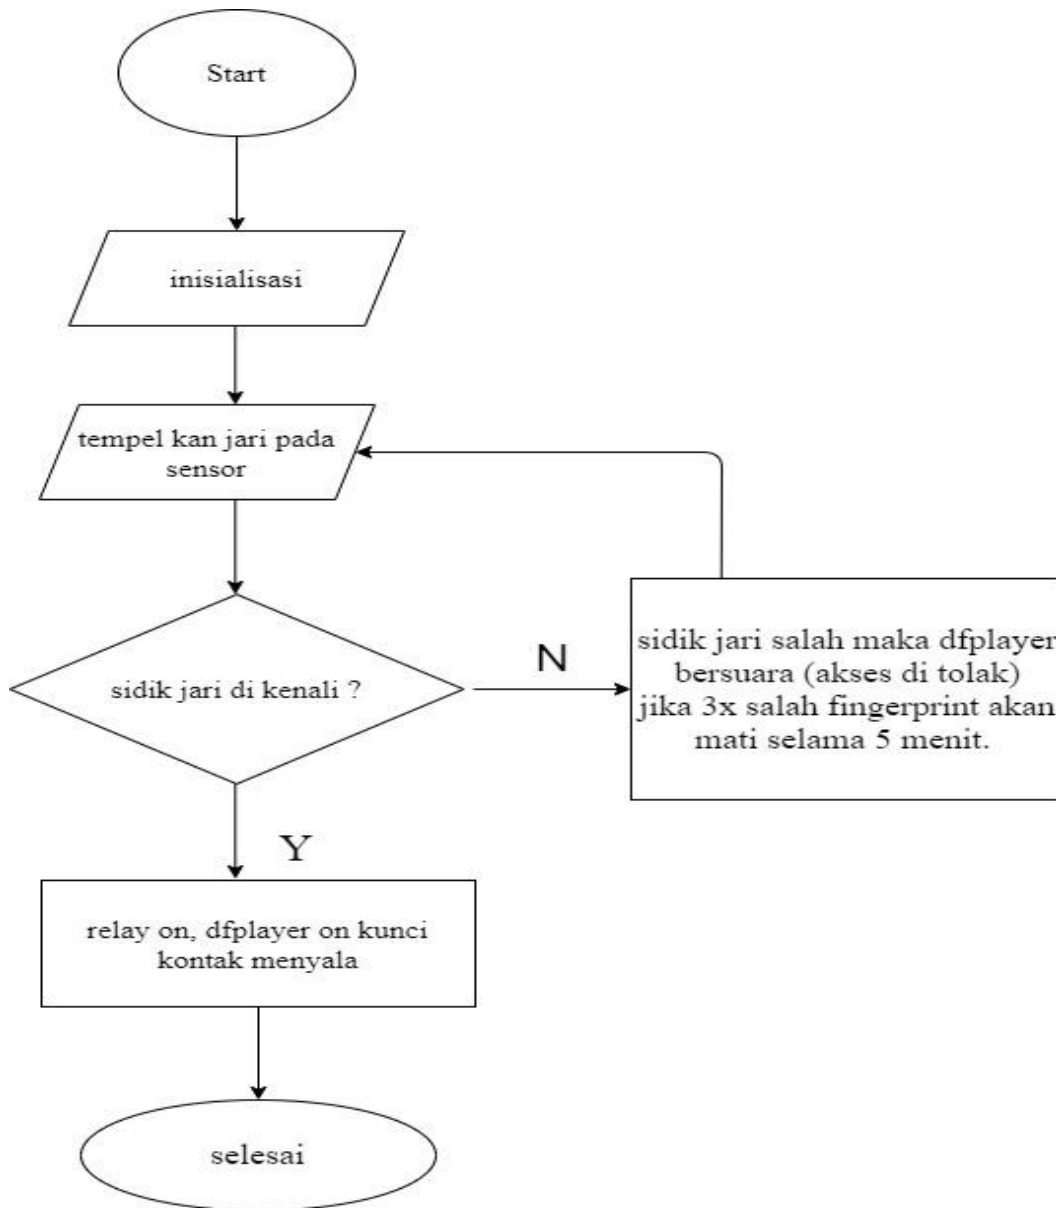 Start
inisialisasi
tempel kan jari pada
sensor
sidik jari di kenali ?
N
sidik jari salah maka dfplayer
bersuara (akses di tolak)
jika 3x salah fingerprint akan
mati selama 5 menit.
Y
relay on, dfplayer on kunci
kontak menyala
selesai